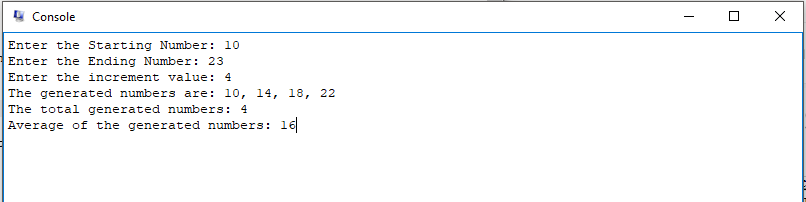 Console
Enter the Starting Number: 10
Enter the Ending Number: 23
Enter the increment value: 4
The generated numbers are: 10, 14, 18, 22
The total generated numbers: 4
Average of the generated numbers: 16